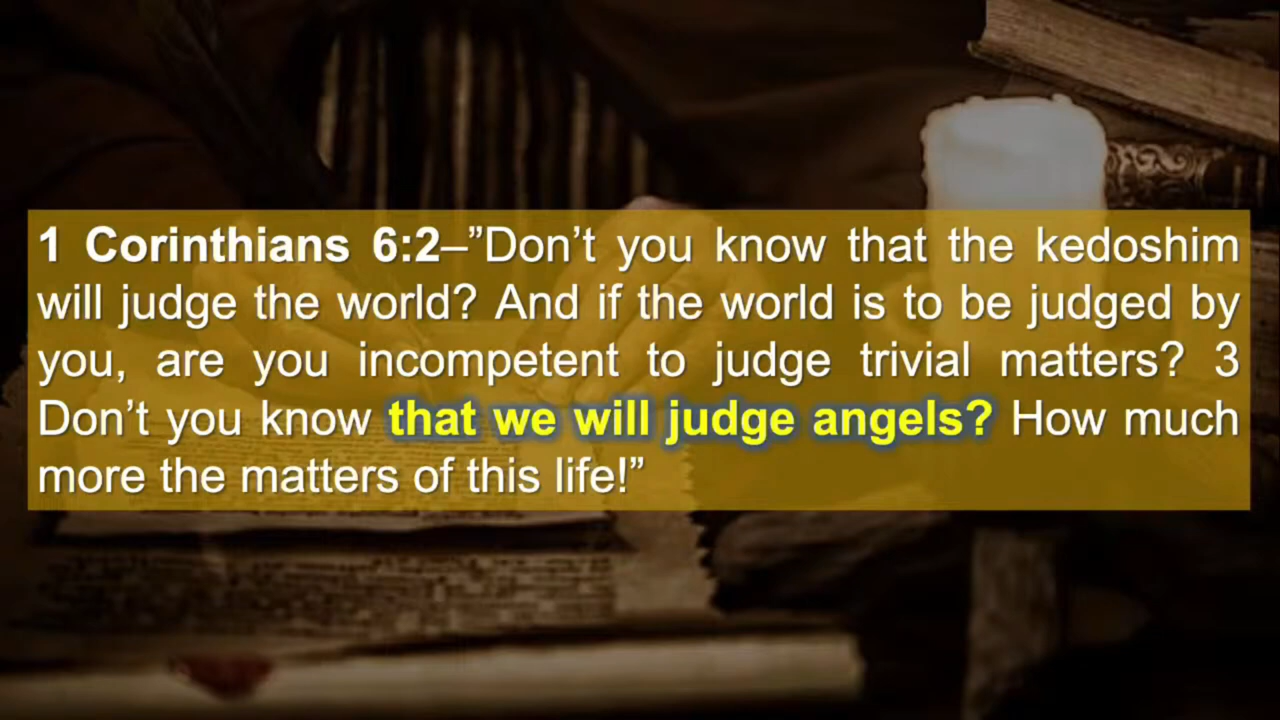 1 Corinthians 6:2–”Don’t you know that the kedoshim
will judge the world? And if the world is to be judged by
you, are you incompetent to judge trivial matters? 3
Don’t you know that we will judge angels? How much
more the matters of this life!”